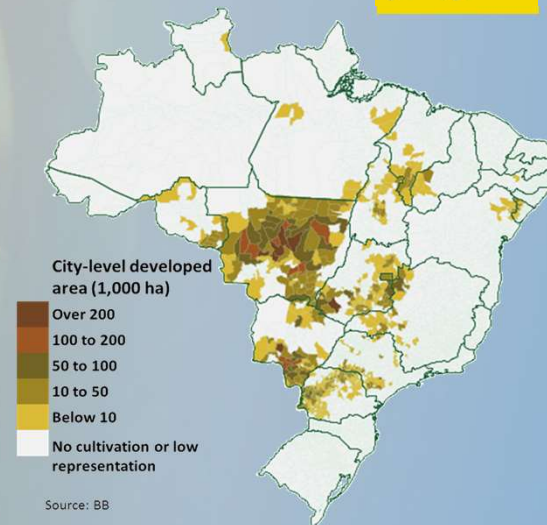 City-level developed
area (1,000 ha)
Over 200
100 to 200
50 to 100
10 to 50
Below 10
No cultivation or low
representation
Source: BB